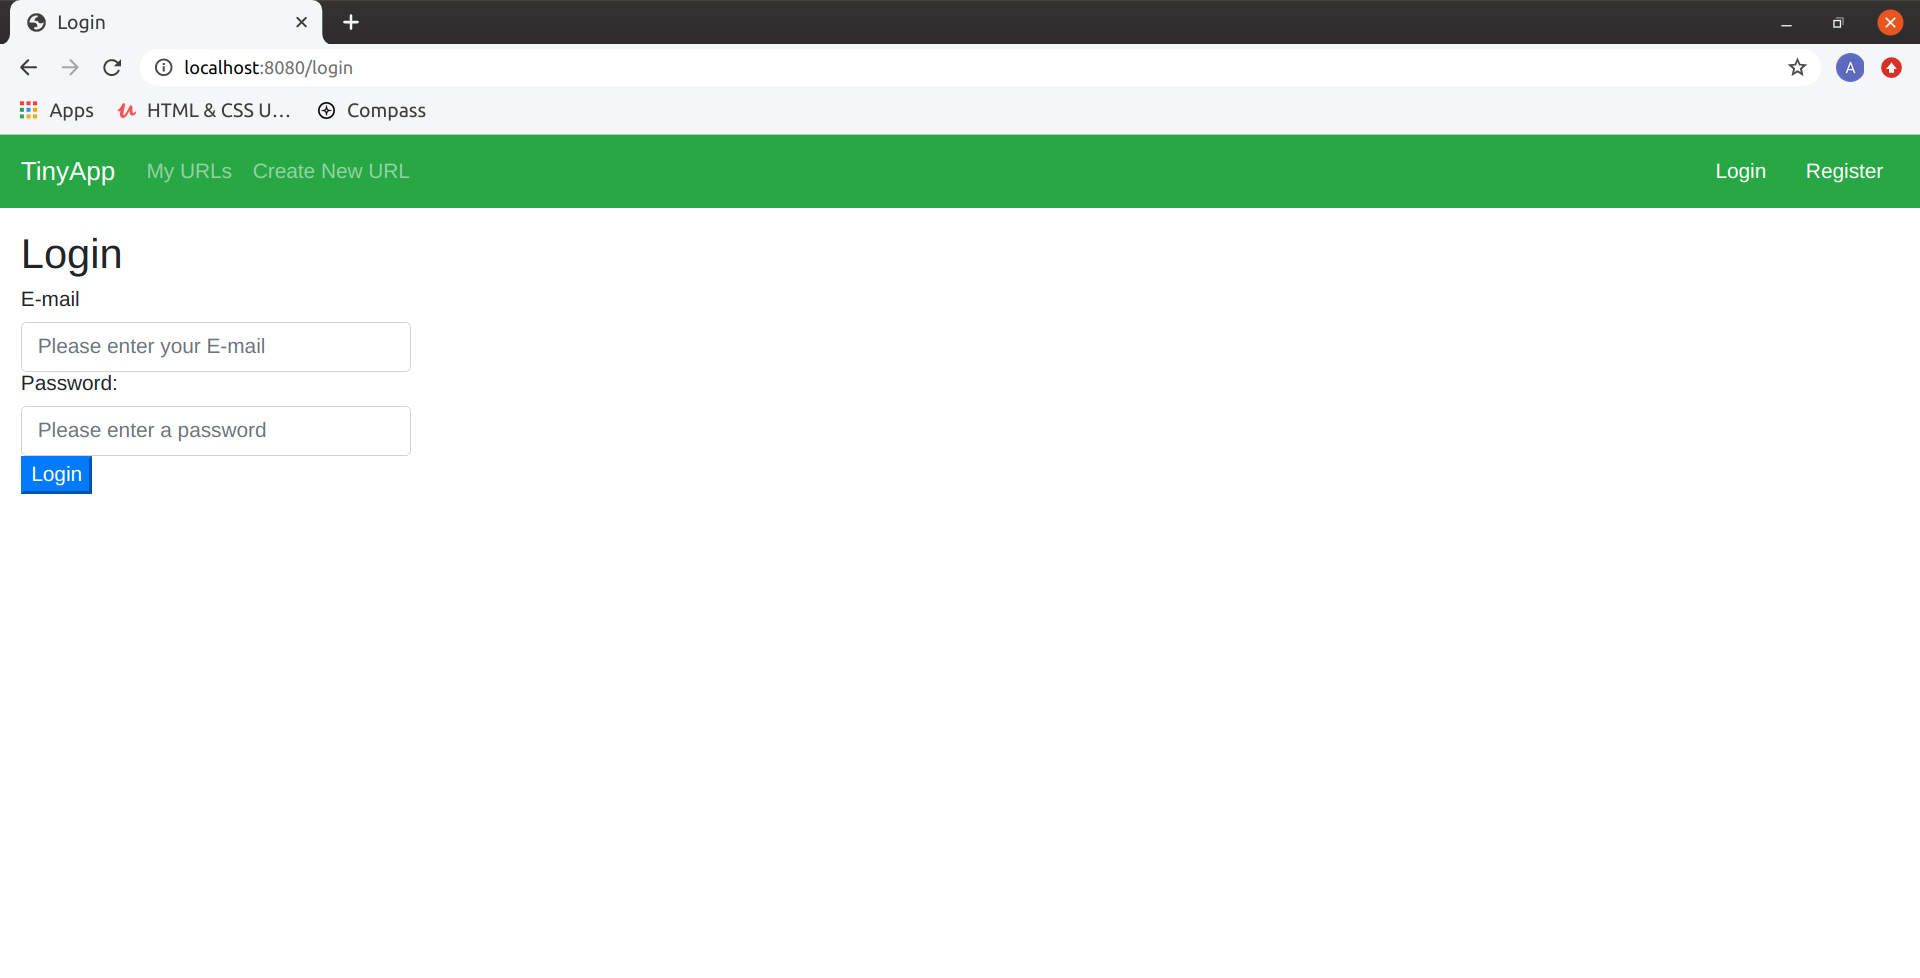 Login
localhost:8080/login
A
Apps
HTML & CSS U...
Compass
TinyApp
My URLs
Create New URL
Login
Register
Login
E-mail
Please enter your E-mail
Password:
Please enter a password
Login